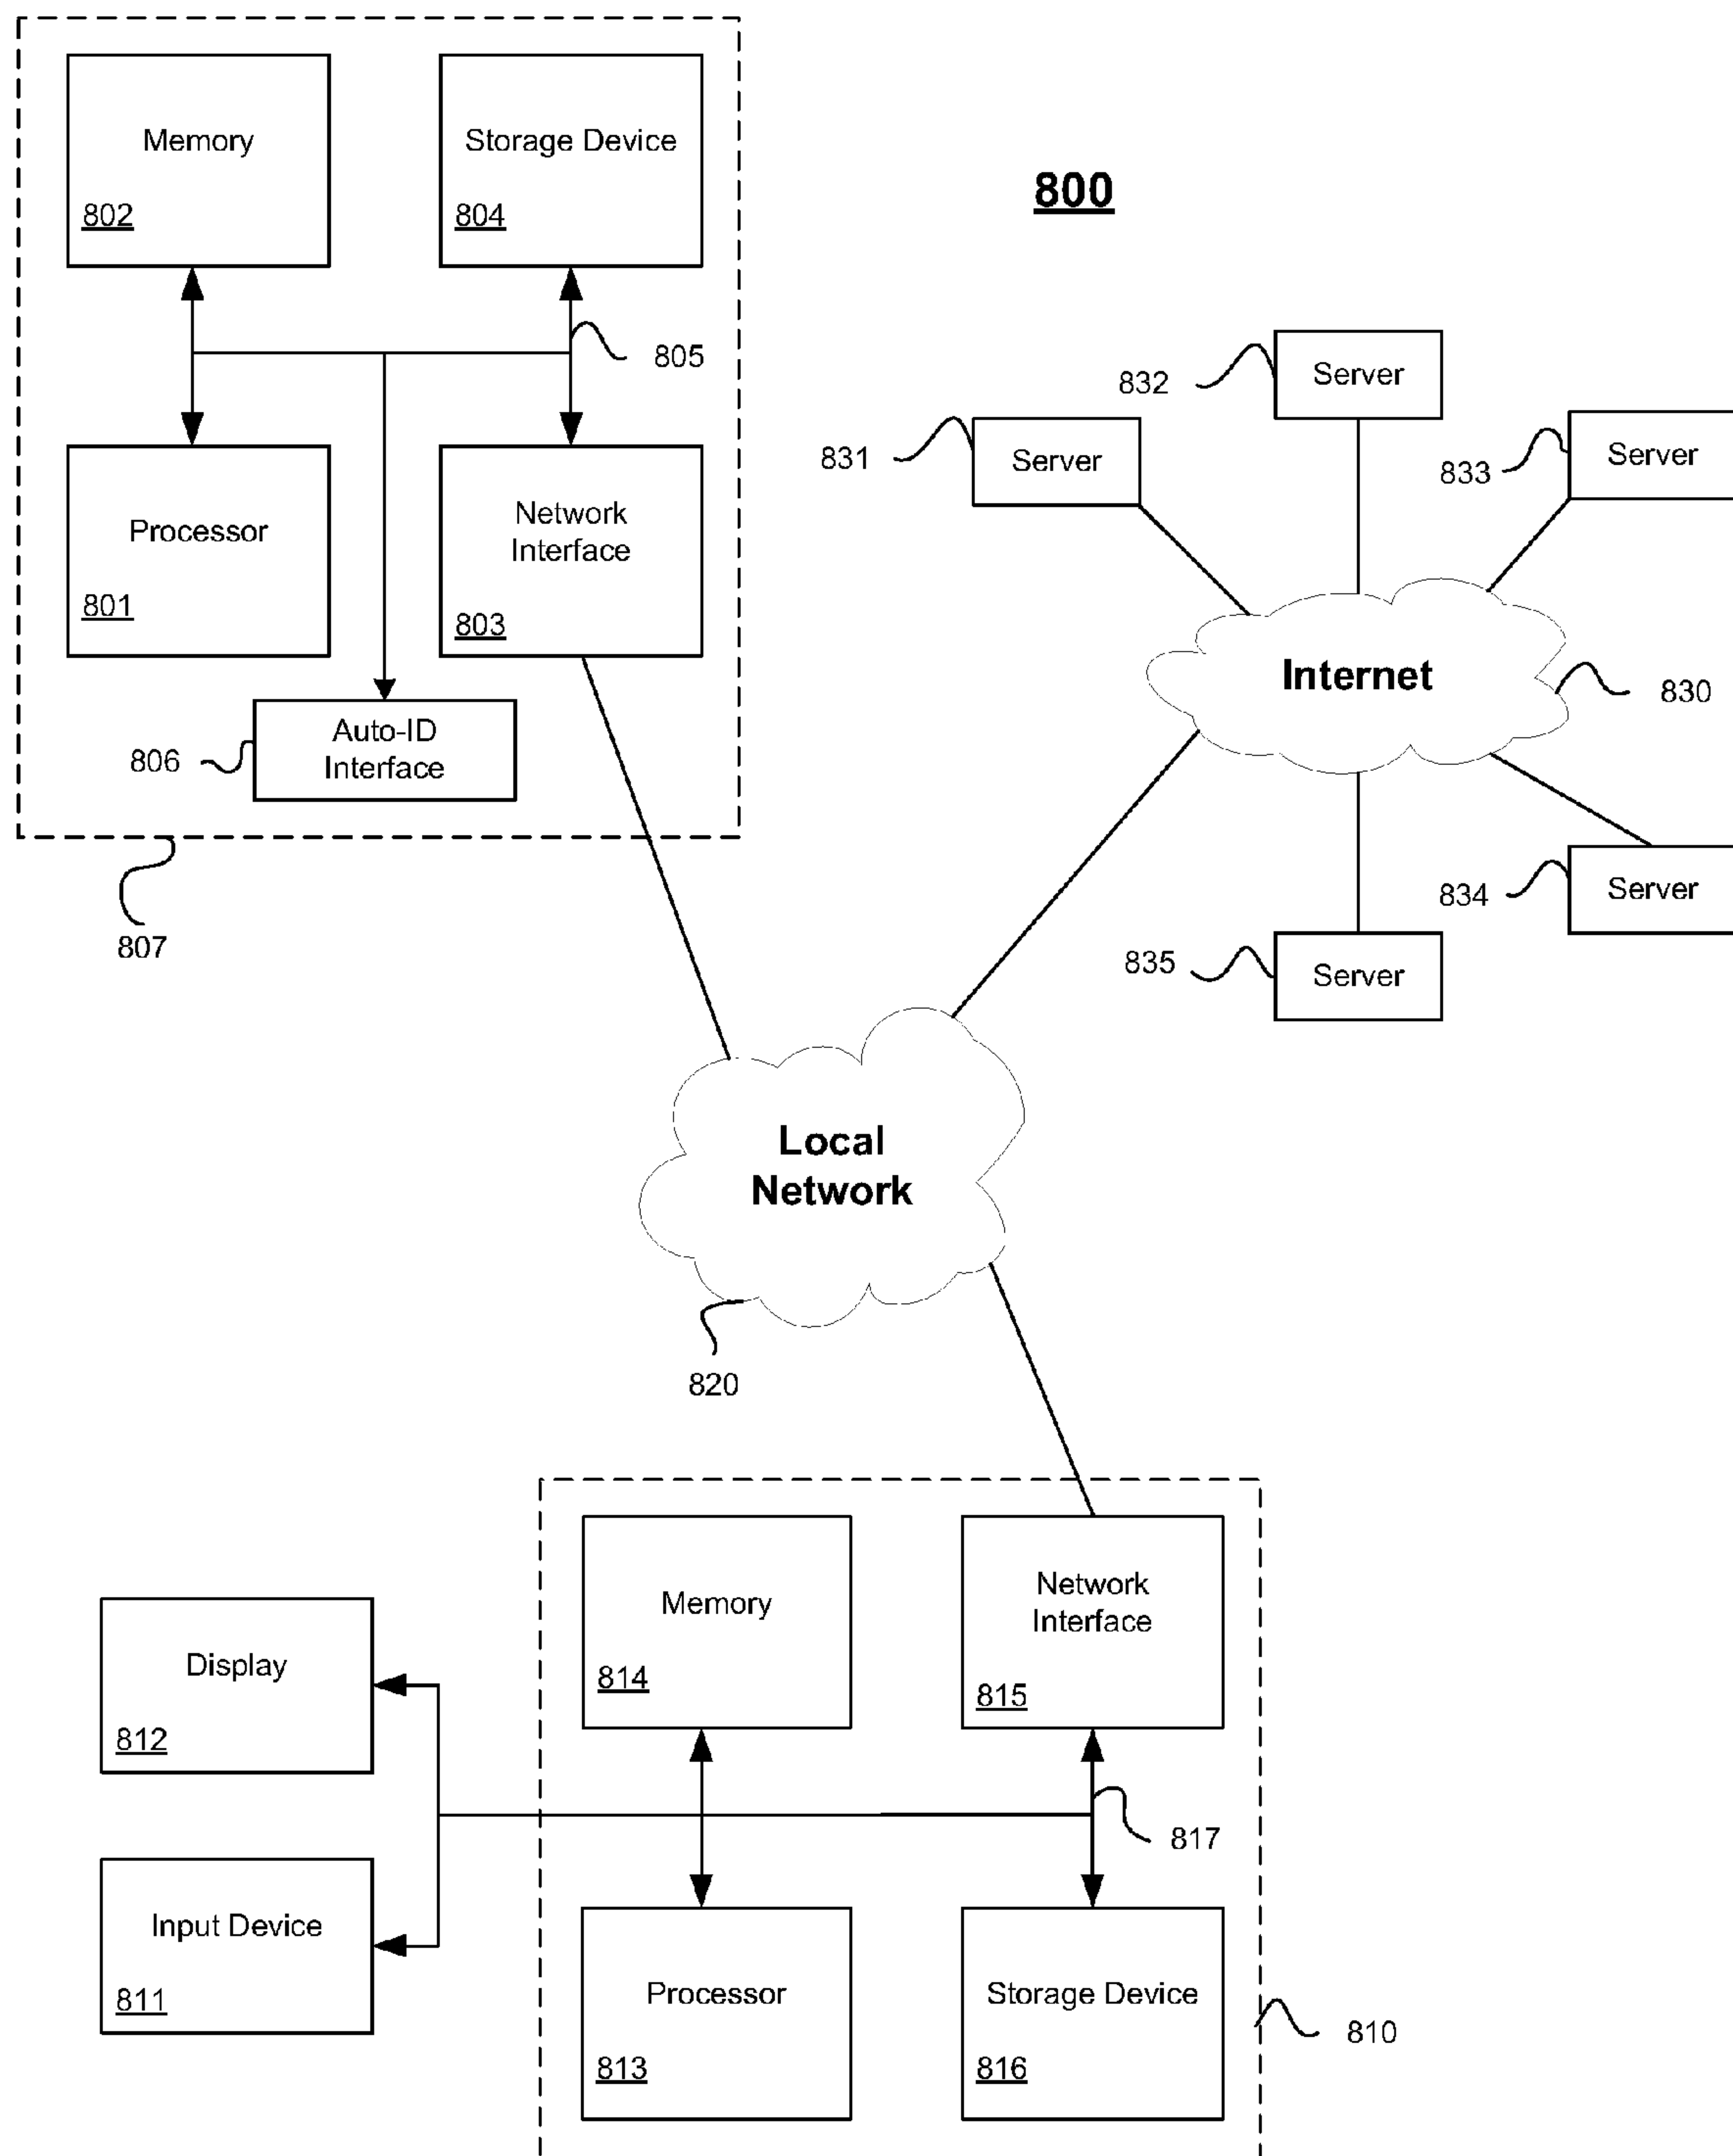 Memory
802
Storage Device
804
800
805
Processor
801
Network
Interface
803
Auto-ID
Interface
806
807
832
Server
831
Server
833
Server
Internet
830
834
Server
835
Server
Local
Network
820
Memory
814
Network
Interface
815
Display
812
817
Input Device
811
Processor
813
Storage Device
816
810